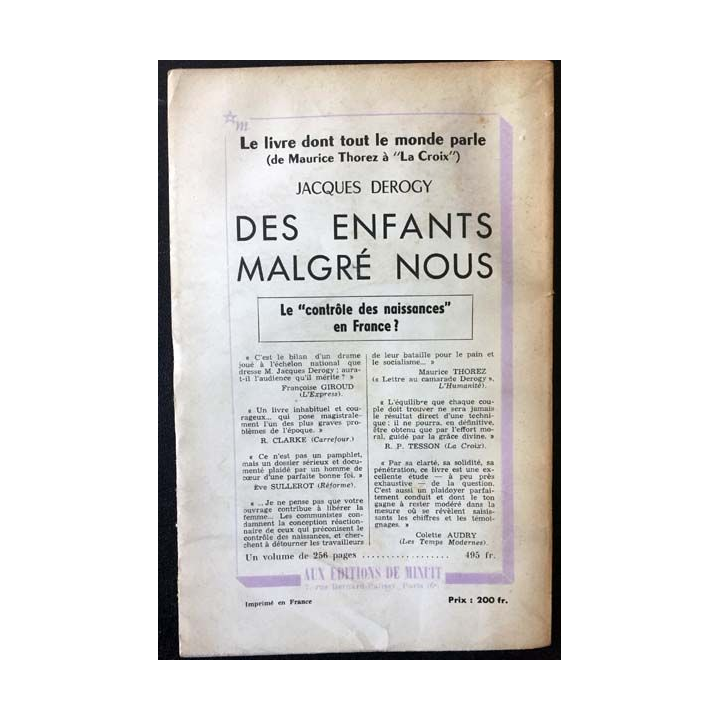 m
Le livre dont tout le monde parle
(de Maurice Thorez à "La Croix")
JACQUES DEROGY
DES ENFANTS
MALGRÉ NOUS
Le "contrôle des naissances"
en France ?
« C'est le bilan d'un drame
joué à l'échelon national que
dresse M. Jacques Derogy ; aura-
t-il l'audience qu'il mérite ? »
Françoise GIROUD
(L'Express).
« Un livre inhabituel et cou-
rageux... qui pose magistrale-
ment l'un des plus graves pro-
blèmes de l'époque. »
R. CLARKE (Carrefour.)
« Ce n'est pas un pamphlet,
mais un dossier sérieux et docu-
menté plaidé par un homme de
cœur d'une parfaite bonne foi. »
Eve SULLEROT (Réforme).
« ...Je ne pense pas que votre
ouvrage contribue à libérer la
femme... Les communistes con-
damnent la conception réaction-
naire de ceux qui préconisent le
contrôle des naissances, et cher-
chent à détourner les travailleurs
de leur bataille pour le pain et
le socialisme... »
Maurice THOREZ
(« Lettre au camarade Derogy »,
L'Humanité).
« L'équilibre que chaque cou-
ple doit trouver ne sera jamais
le résultat direct d'une techni-
que ; il ne pourra, en définitive,
être obtenu que par l'effort mo-
ral, guidé par la grâce divine. »
R. P. TESSON (La Croix).
« Par sa clarté, sa solidité, sa
pénétration, ce livre est une ex-
cellente étude — à peu près
exhaustive — de la question.
C'est aussi un plaidoyer parfai-
tement conduit et dont le ton
gagne à rester modéré dans la
mesure où se révèlent saisis-
sants les chiffres et les témoi-
gnages. »
Colette AUDRY
(Les Temps Modernes).
Un volume de 256 pages .................. 495 fr.
AUX EDITIONS DE MINUIT
7, rue Bernard-Palissy, Paris (6e
Imprimé en France
Prix : 200 fr.